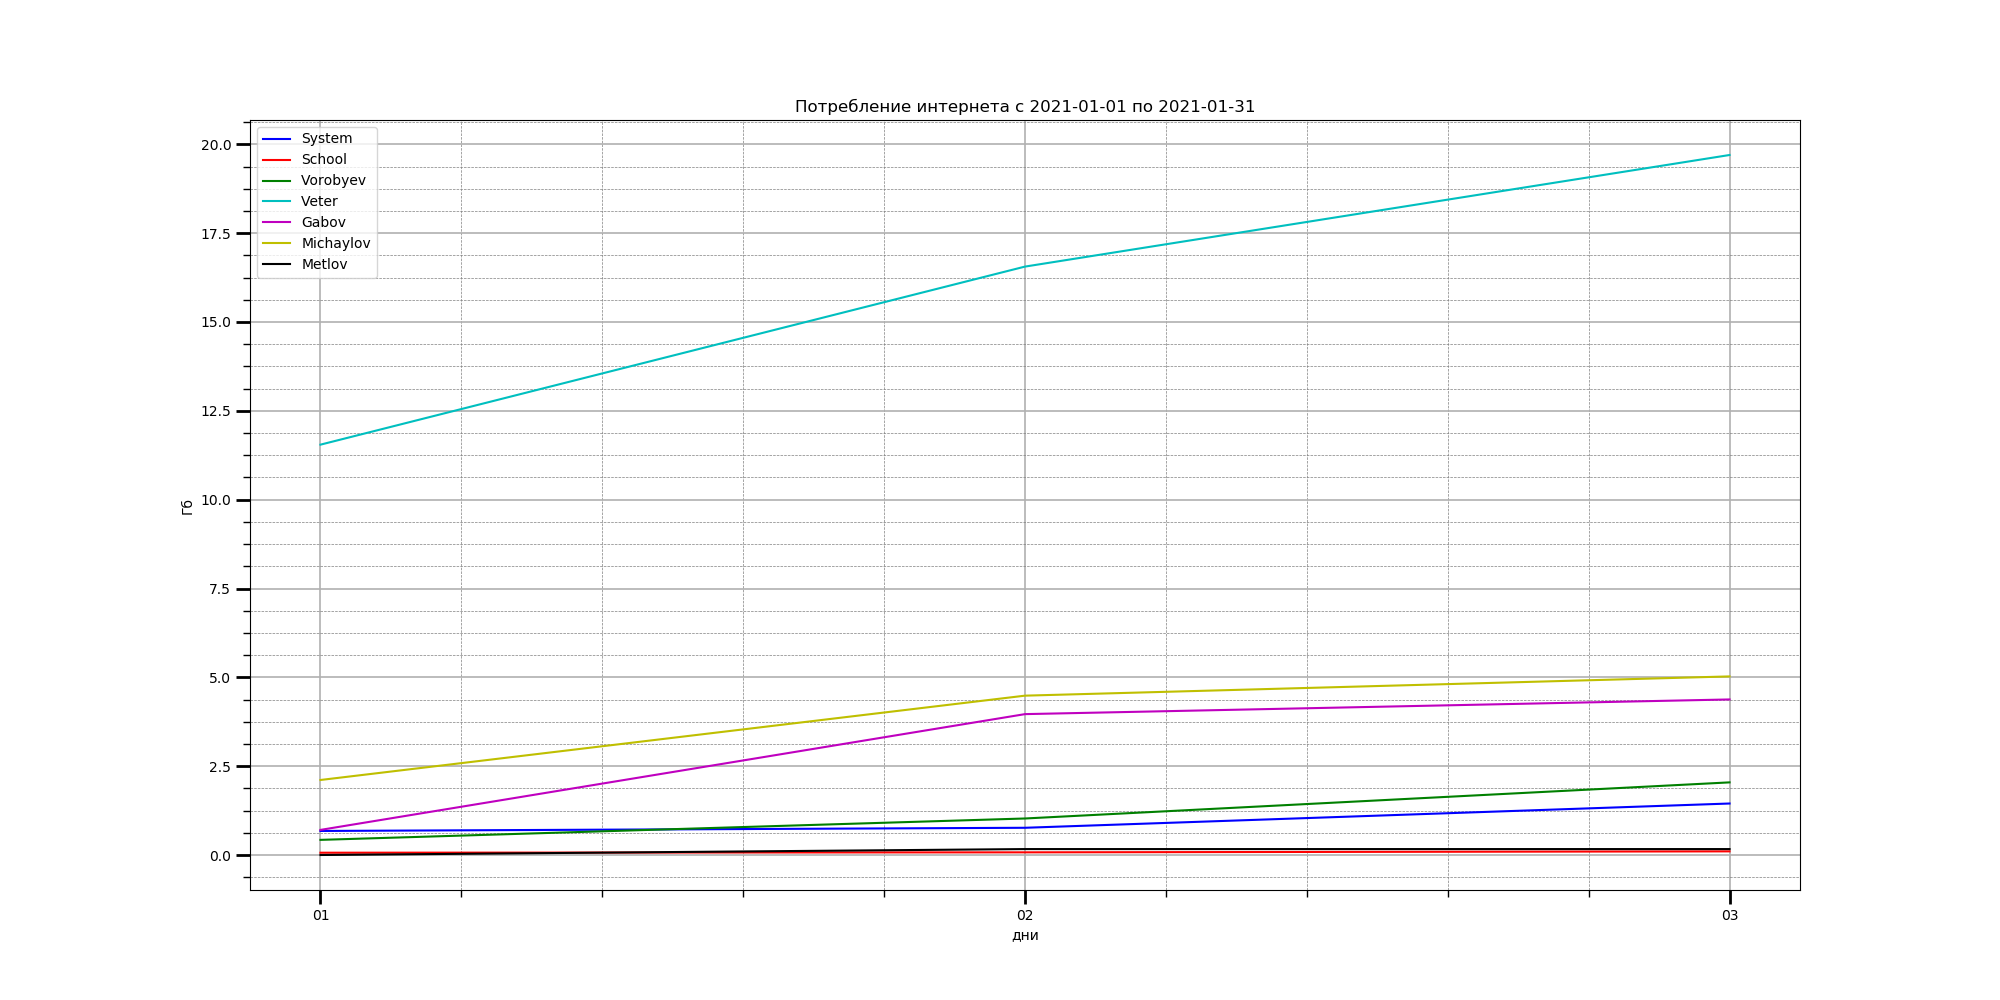 Потребление интернета с 2021-01-01 по 2021-01-31
System
School
Vorobyev
Veter
Gabov
Michaylov
Metlov
20.0
17.5
15.0
12.5
10.0
7.5
5.0
2.5
0.0
Гб
01
02
03
дни